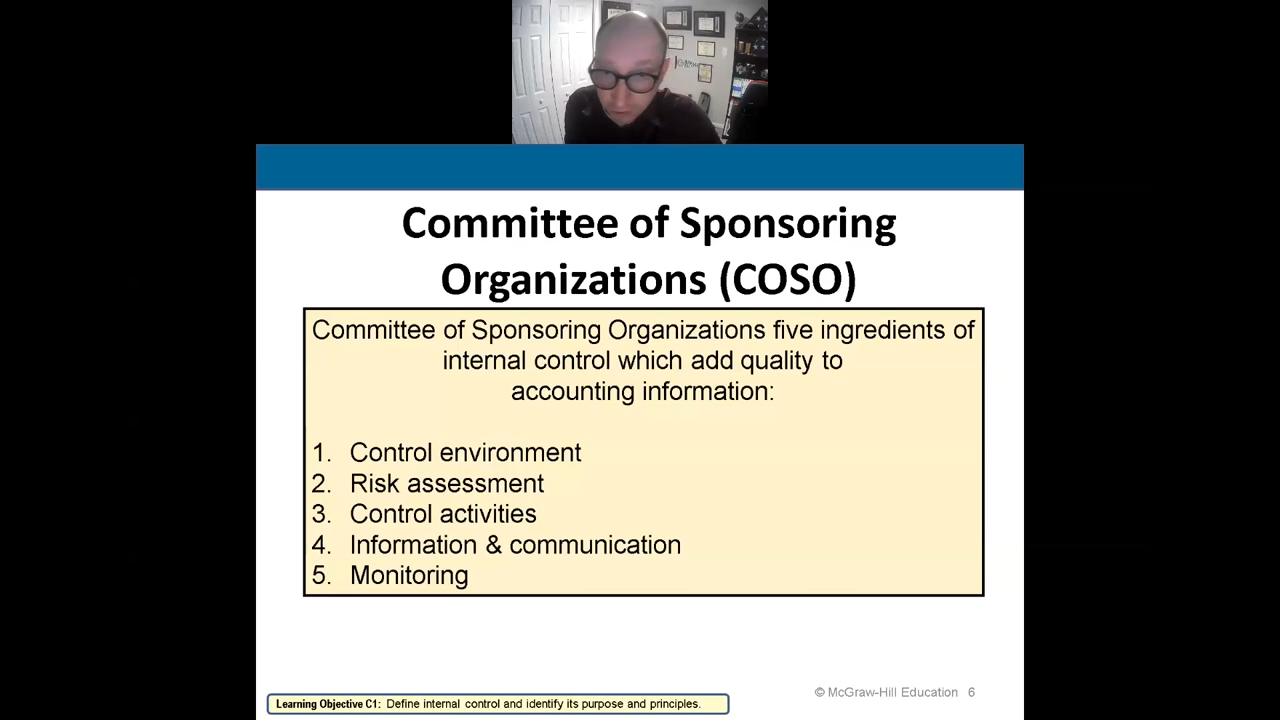 Committee of Sponsoring
Organizations (COSO)
Committee of Sponsoring Organizations five ingredients of
internal control which add quality to
accounting information:
1. Control environment
2. Risk assessment
3. Control activities
4. Information & communication
5. Monitoring
© McGraw-Hill Education 6
Learning Objective C1: Define internal control and identify its purpose and principles.